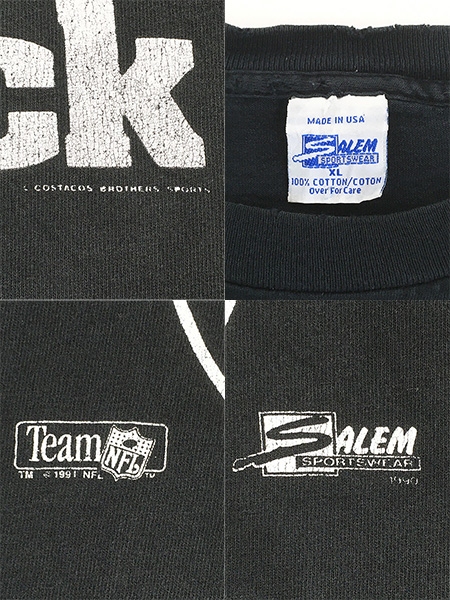 ck
COSTACOS BROTHERS SPORTS
MADE IN USA
SALEM
SPORTSWEAR
XL
100% COTTON/COTON
Over For Care
Team NFL
TM © 1991 NFL TM
SALEM
SPORTSWEAR
1990